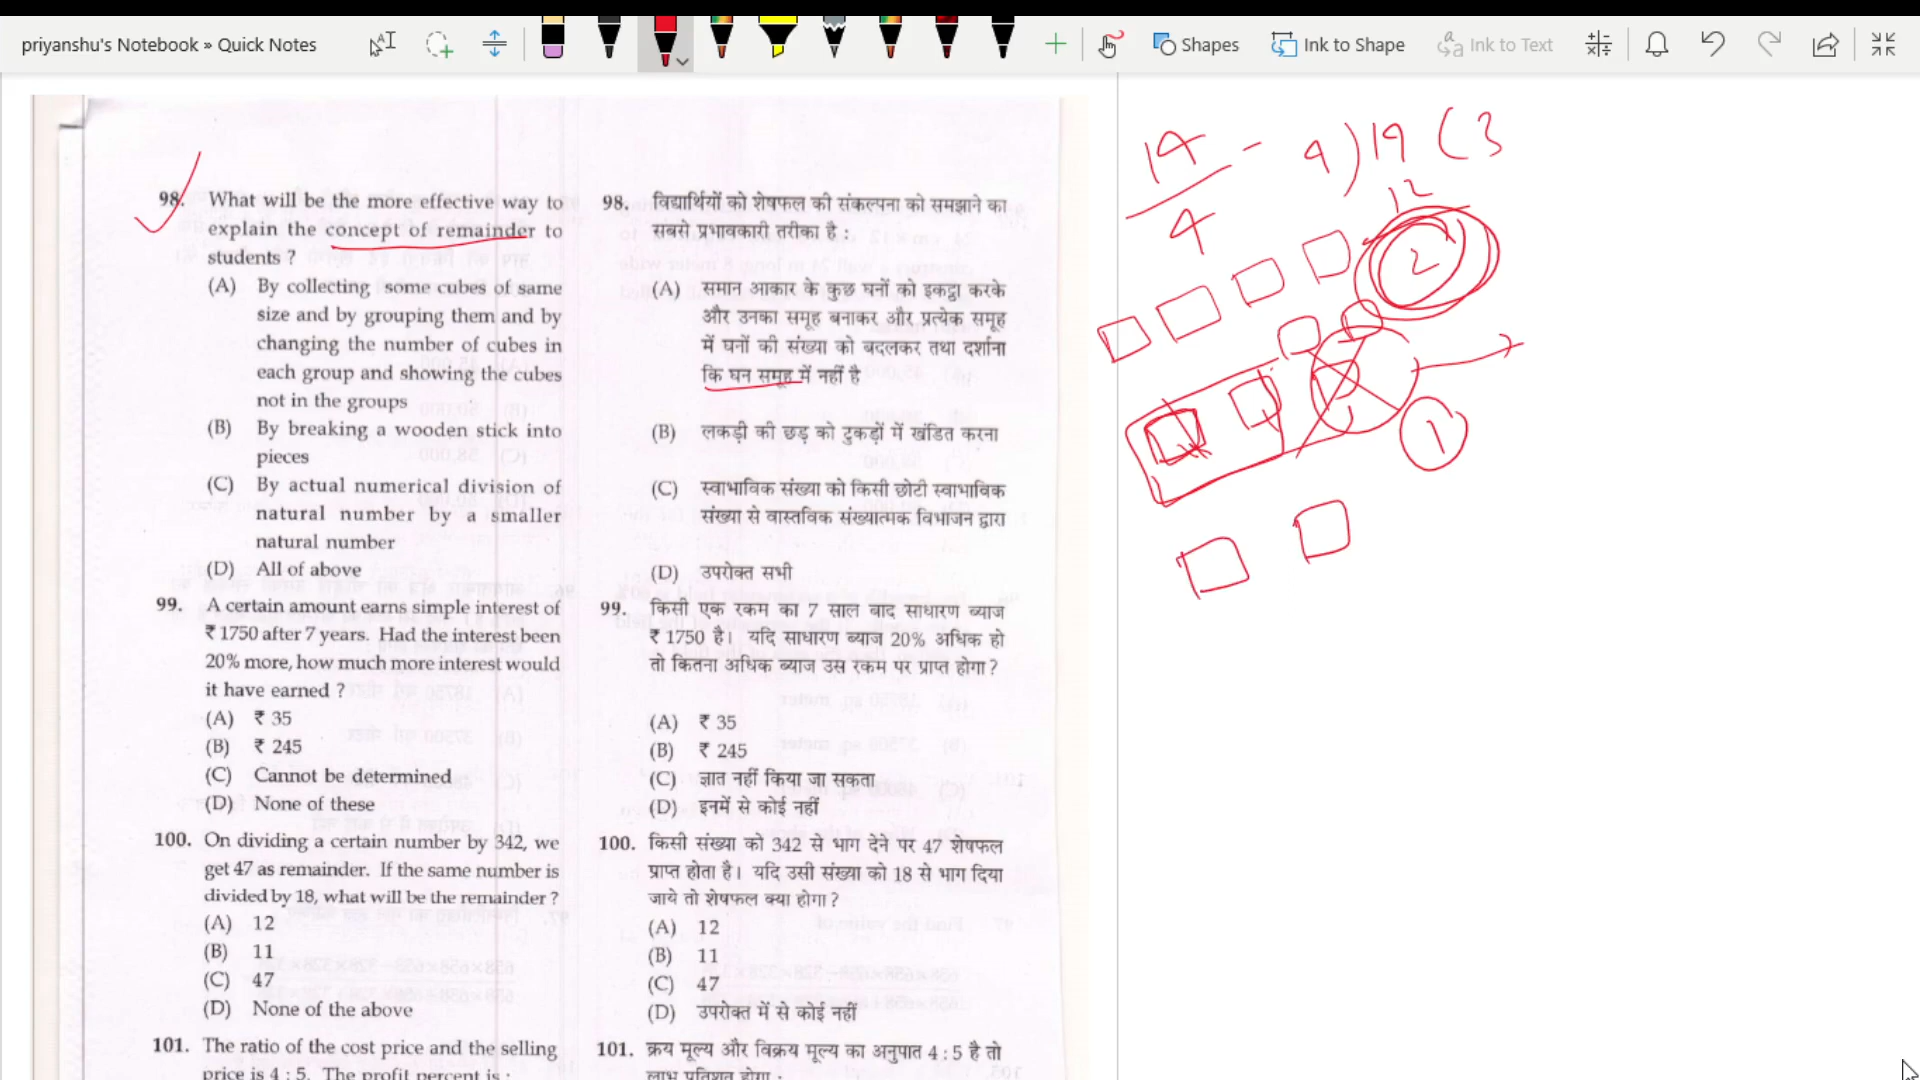 priyanshu's Notebook » Quick Notes
Shapes
Ink to Shape
Ink to Text
98. What will be the more effective way to
explain the concept of remainder to
students ?
(A) By collecting some cubes of same
size and by grouping them and by
changing the number of cubes in
each group and showing the cubes
not in the groups
(B) By breaking a wooden stick into
pieces
(C) By actual numerical division of
natural number by a smaller
natural number
(D) All of above
99. A certain amount earns simple interest of
₹ 1750 after 7 years. Had the interest been
20% more, how much more interest would
it have earned ?
(A) ₹ 35
(B) ₹ 245
(C) Cannot be determined
(D) None of these
100. On dividing a certain number by 342, we
get 47 as remainder. If the same number is
divided by 18, what will be the remainder ?
(A) 12
(B) 11
(C) 47
(D) None of the above
101. The ratio of the cost price and the selling
price is 4 : 5. The profit percent is :
98. विद्यार्थियों को शेषफल की संकल्पना को समझाने का
सबसे प्रभावकारी तरीका है :
(A) समान आकार के कुछ घनों को इकट्ठा करके
और उनका समूह बनाकर और प्रत्येक समूह
में घनों की संख्या को बदलकर तथा दर्शाना
कि घन समूह में नहीं है
(B) लकड़ी की छड़ को टुकड़ों में खंडित करना
(C) स्वाभाविक संख्या को किसी छोटी स्वाभाविक
संख्या से वास्तविक संख्यात्मक विभाजन द्वारा
(D) उपरोक्त सभी
99. किसी एक रकम का 7 साल बाद साधारण ब्याज
₹ 1750 है। यदि साधारण ब्याज 20% अधिक हो
तो कितना अधिक ब्याज उस रकम पर प्राप्त होगा ?
(A) ₹ 35
(B) ₹ 245
(C) ज्ञात नहीं किया जा सकता
(D) इनमें से कोई नहीं
100. किसी संख्या को 342 से भाग देने पर 47 शेषफल
प्राप्त होता है। यदि उसी संख्या को 18 से भाग दिया
जाये तो शेषफल क्या होगा ?
(A) 12
(B) 11
(C) 47
(D) उपरोक्त में से कोई नहीं
101. क्रय मूल्य और विक्रय मूल्य का अनुपात 4 : 5 है तो
लाभ प्रतिशत होगा :
14 - 4 ) 14 ( 3
4
12
2
1